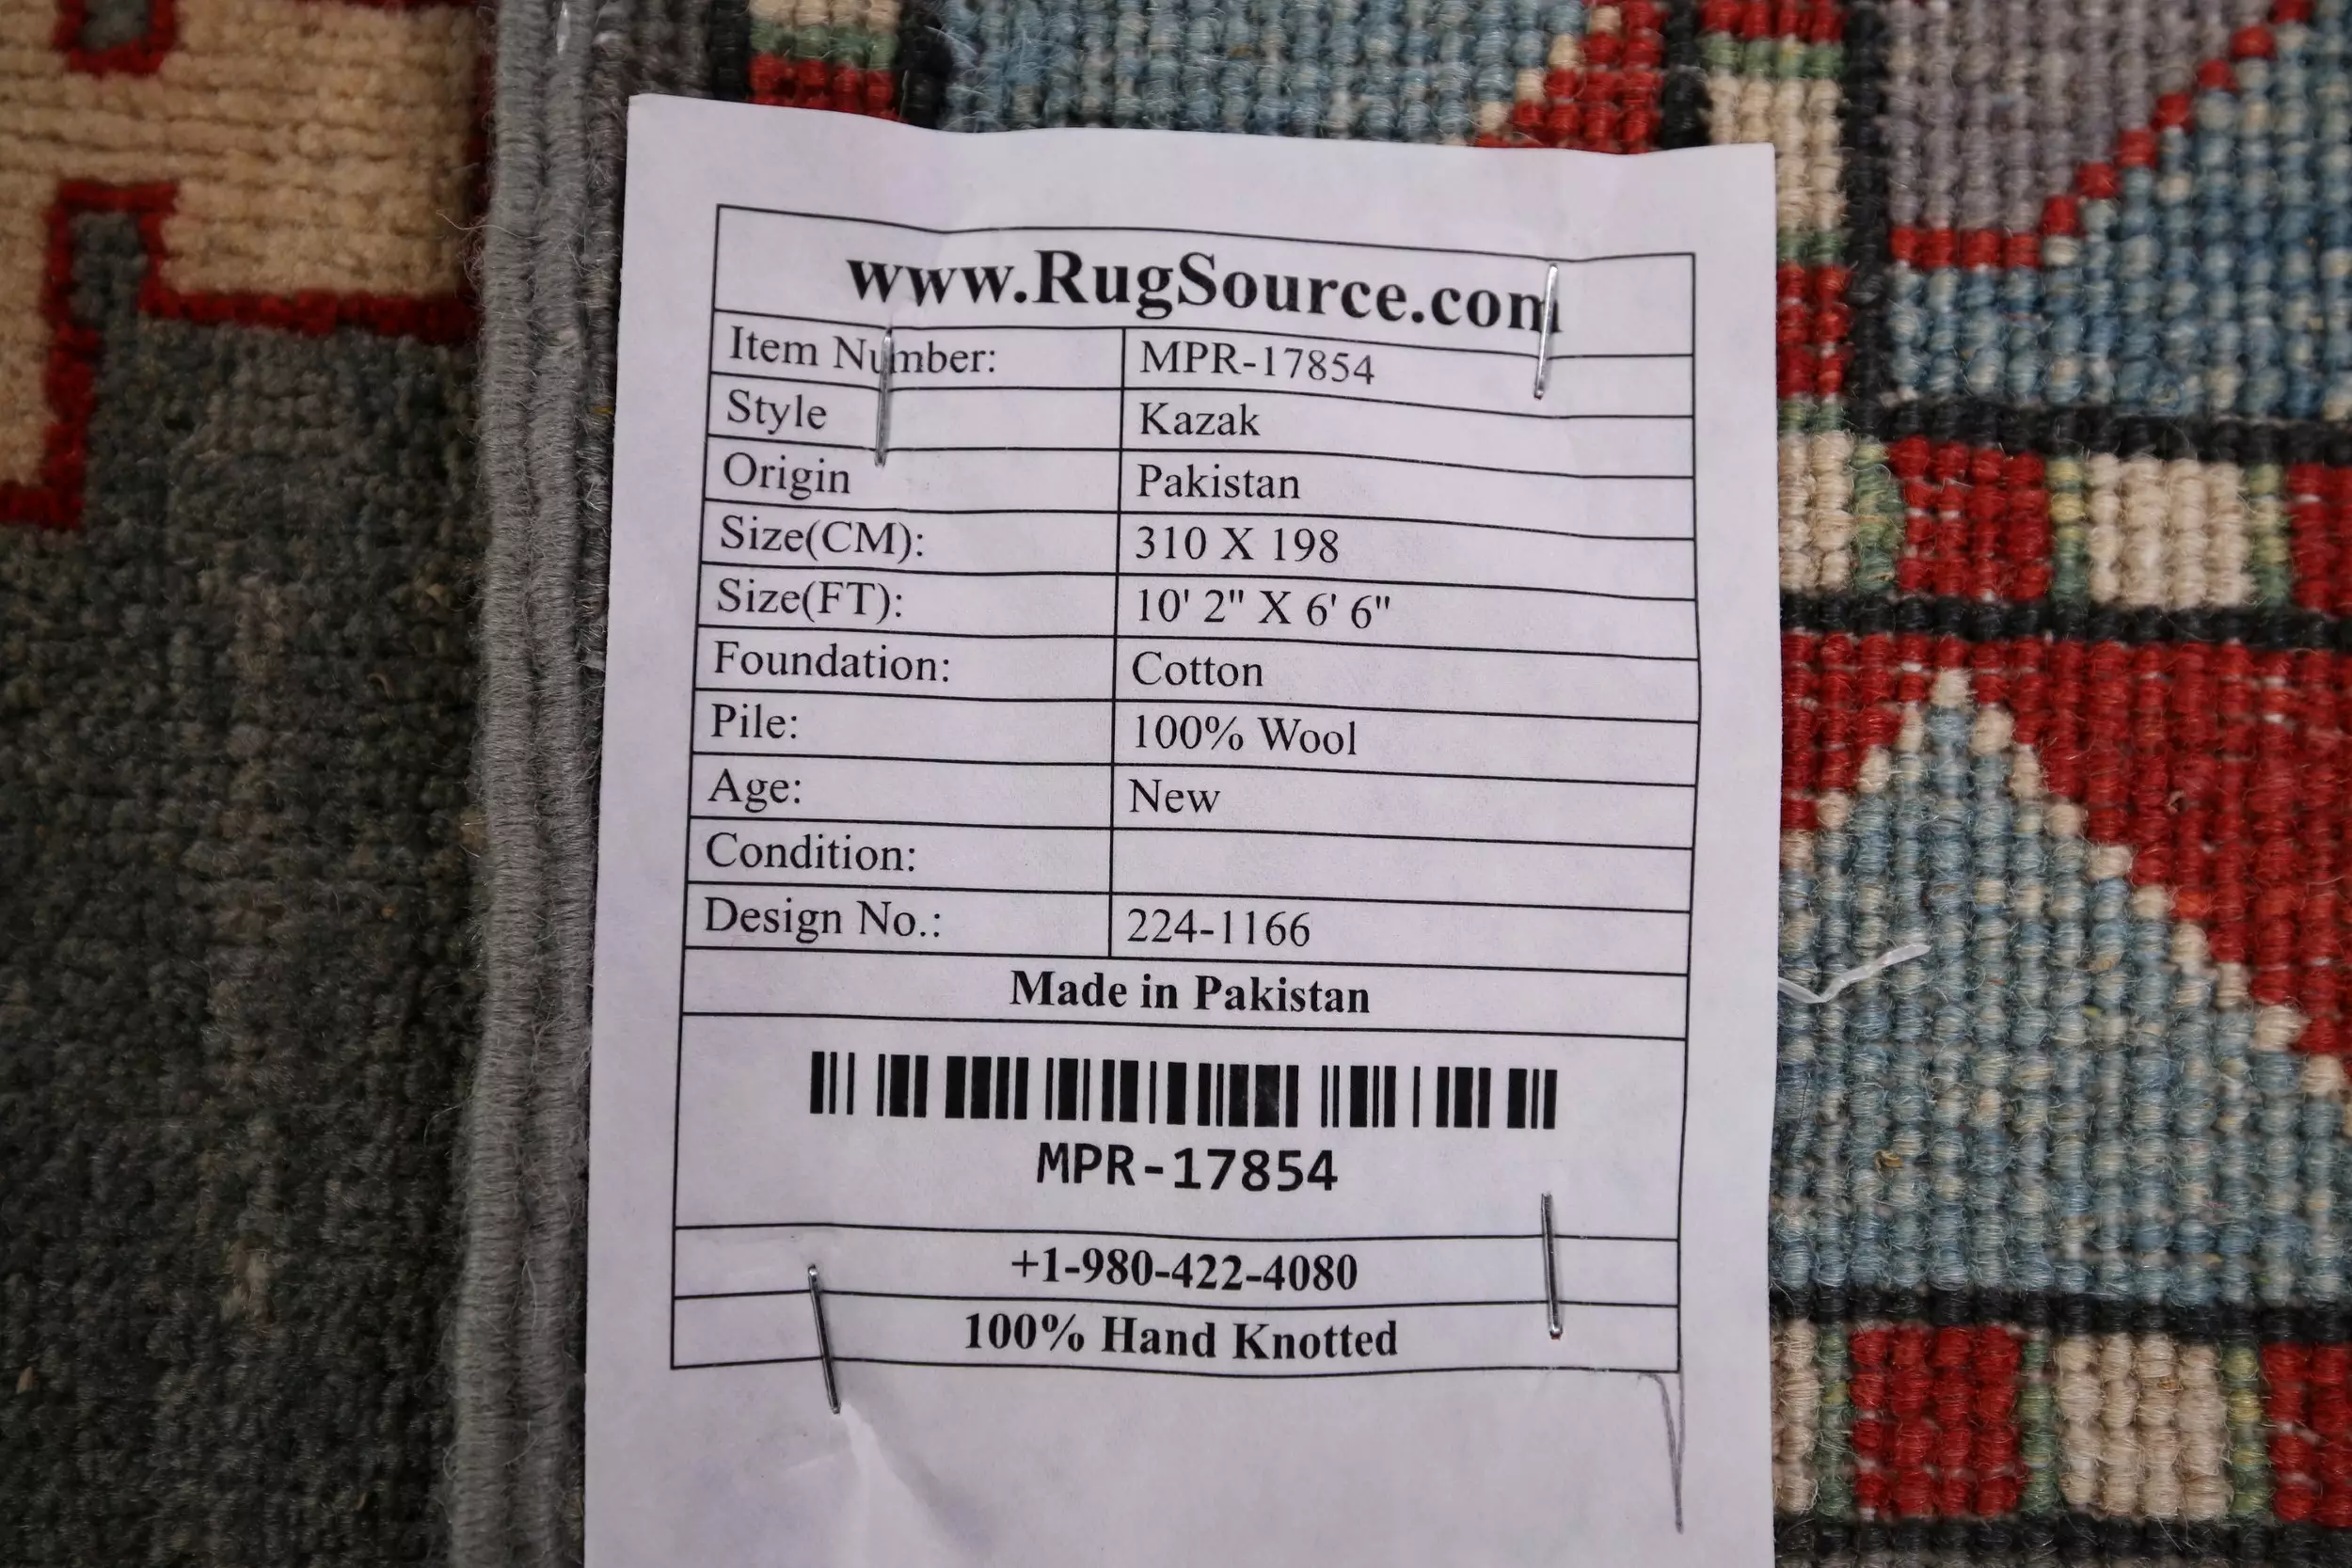 www.RugSource.com
Item Number: MPR-17854
Style Kazak
Origin Pakistan
Size(CM): 310 X 198
Size(FT): 10' 2" X 6' 6"
Foundation: Cotton
Pile: 100% Wool
Age: New
Condition:
Design No.: 224-1166
Made in Pakistan
MPR-17854
+1-980-422-4080
100% Hand Knotted